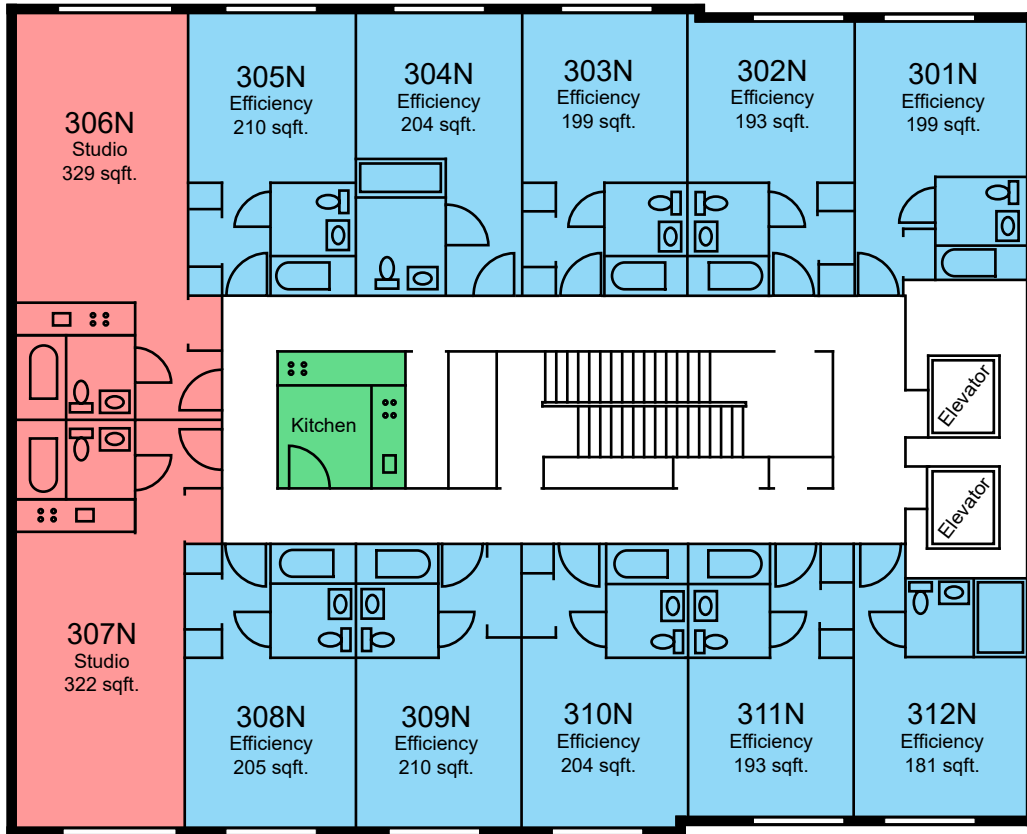 306N
Studio
329 sqft.
305N
Efficiency
210 sqft.
304N
Efficiency
204 sqft.
303N
Efficiency
199 sqft.
302N
Efficiency
193 sqft.
301N
Efficiency
199 sqft.
Kitchen
Elevator
Elevator
307N
Studio
322 sqft.
308N
Efficiency
205 sqft.
309N
Efficiency
210 sqft.
310N
Efficiency
204 sqft.
311N
Efficiency
193 sqft.
312N
Efficiency
181 sqft.